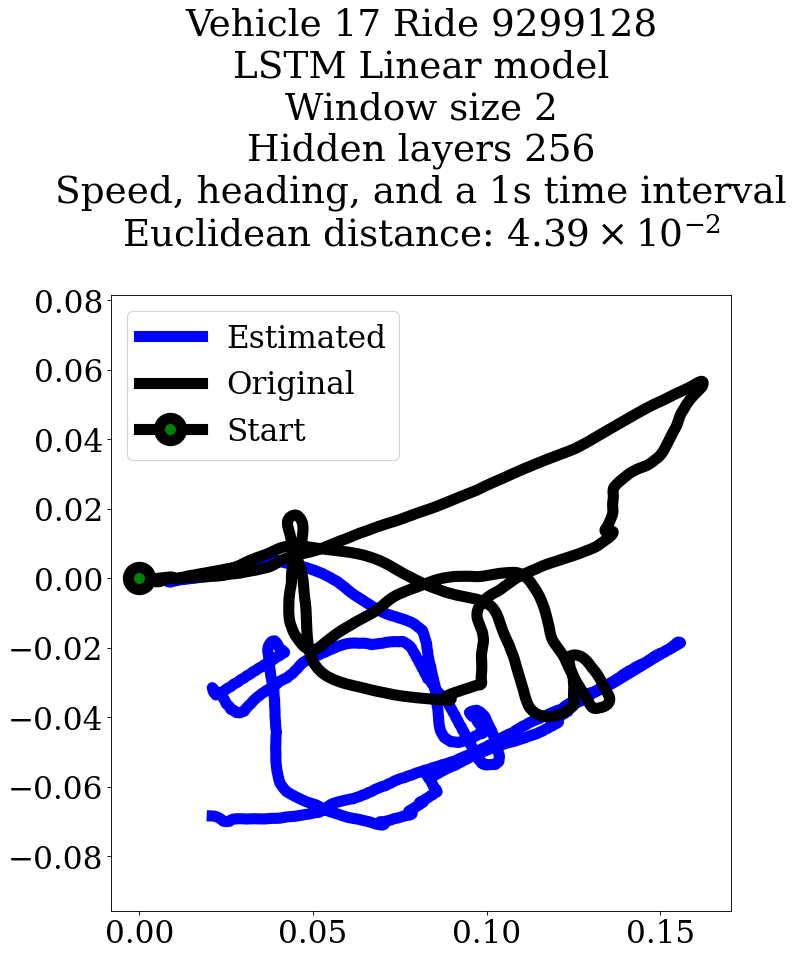 Vehicle 17 Ride 9299128
LSTM Linear model
Window size 2
Hidden layers 256
Speed, heading, and a 1s time interval
Euclidean distance: 4.39 × 10⁻²
0.08
0.06
0.04
0.02
0.00
−0.02
−0.04
−0.06
−0.08
Estimated
Original
Start
0.00 0.05 0.10 0.15